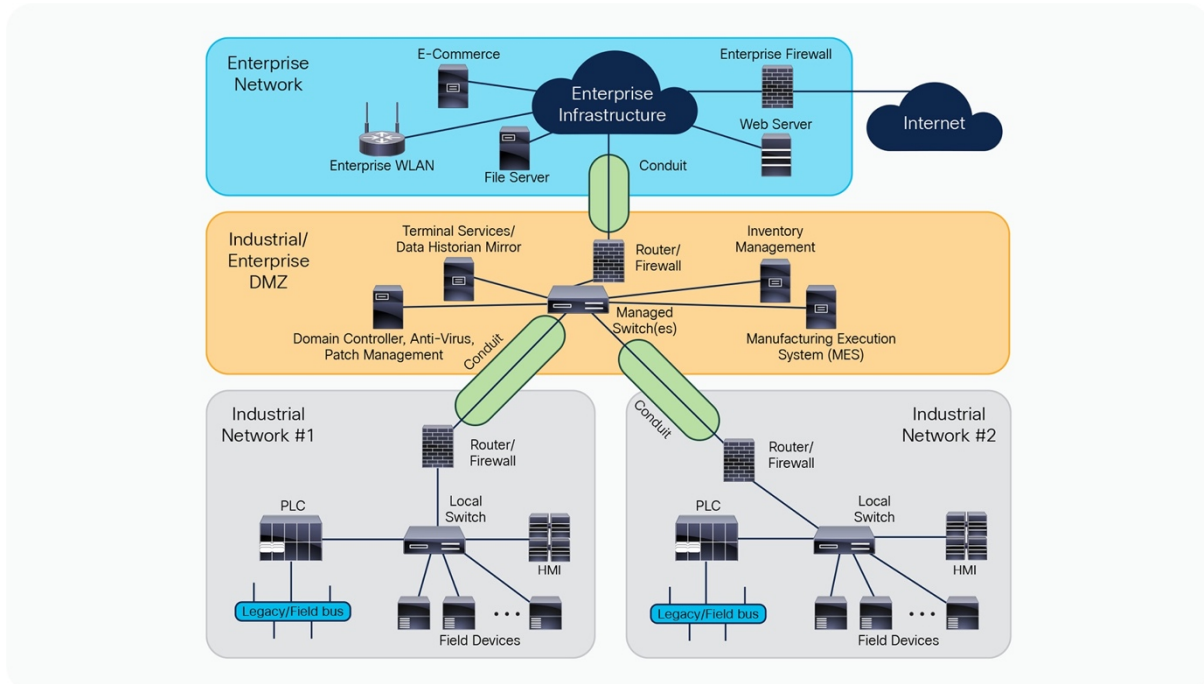 Enterprise
Network
E-Commerce
Enterprise WLAN
File Server
Enterprise
Infrastructure
Enterprise Firewall
Web Server
Internet
Conduit
Industrial/
Enterprise
DMZ
Terminal Services/
Data Historian Mirror
Router/
Firewall
Inventory
Management
Domain Controller, Anti-Virus,
Patch Management
Managed
Switch(es)
Manufacturing Execution
System (MES)
Conduit
Conduit
Industrial
Network #1
Router/
Firewall
PLC
Local
Switch
HMI
Legacy/Field bus
Field Devices
Industrial
Network #2
Router/
Firewall
PLC
Local
Switch
HMI
Legacy/Field bus
Field Devices